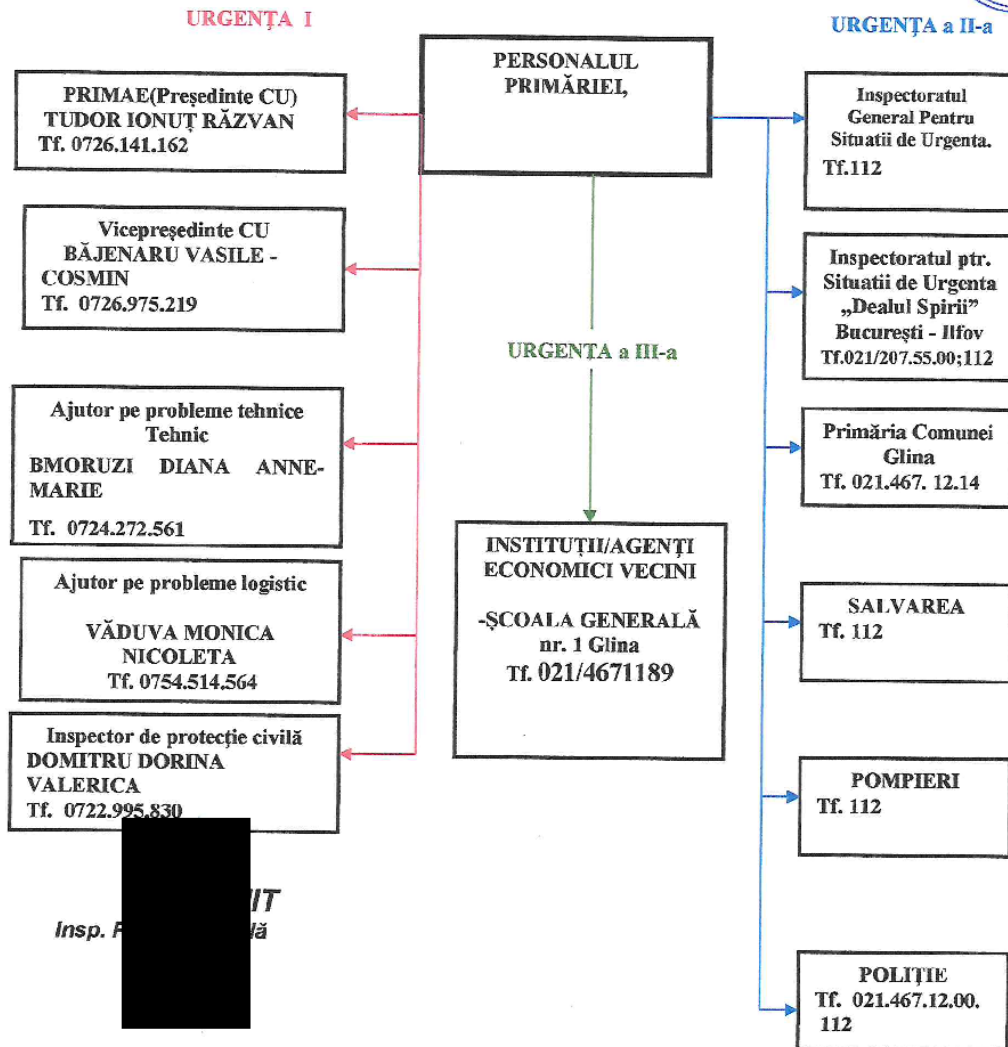 URGENȚA I
PRIMAE(Președinte CU)
TUDOR IONUȚ RĂZVAN
Tf. 0726.141.162
Vicepreședinte CU
BĂJENARU VASILE -
COSMIN
Tf. 0726.975.219
Ajutor pe probleme tehnice
Tehnic
BMORUZI DIANA ANNE-
MARIE
Tf. 0724.272.561
Ajutor pe probleme logistic
VĂDUVA MONICA
NICOLETA
Tf. 0754.514.564
Inspector de protecție civilă
DOMITRU DORINA
VALERICA
Tf. 0722.995.830
Insp.
PERSONALUL
PRIMĂRIEI,
URGENȚA a III-a
INSTITUȚII/AGENȚI
ECONOMICI VECINI
-ȘCOALA GENERALĂ
nr. 1 Glina
Tf. 021/4671189
URGENȚA a II-a
Inspectoratul
General Pentru
Situatii de Urgenta.
Tf.112
Inspectoratul ptr.
Situatii de Urgenta
„Dealul Spirii”
București - Ilfov
Tf.021/207.55.00;112
Primăria Comunei
Glina
Tf. 021.467. 12.14
SALVAREA
Tf. 112
POMPIERI
Tf. 112
POLIȚIE
Tf. 021.467.12.00.
112